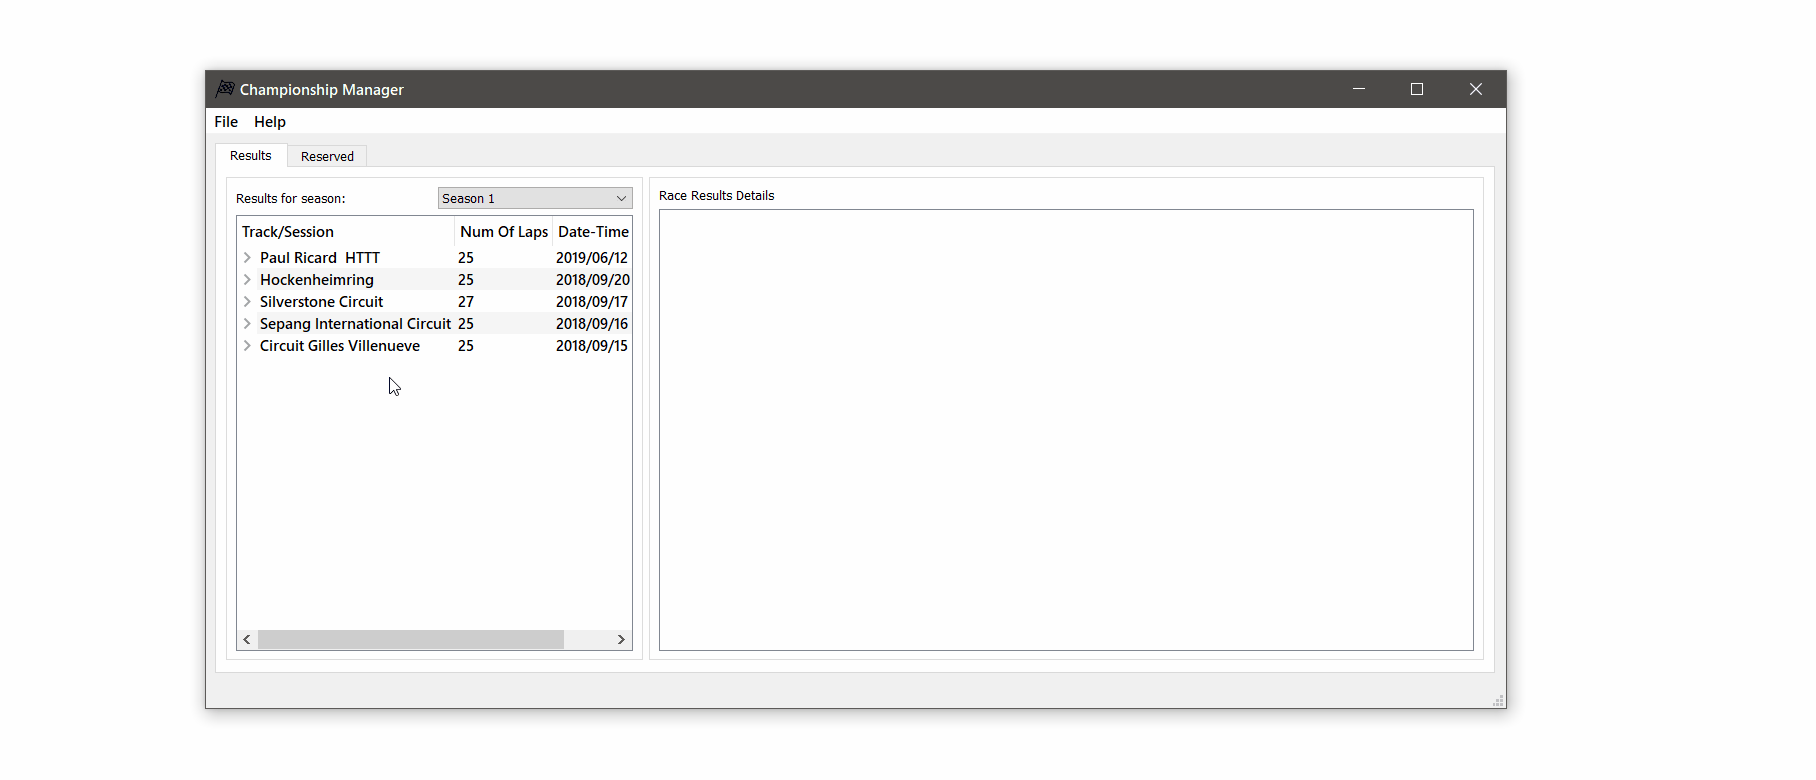 Championship Manager
File Help
Results Reserved
Results for season: Season 1
Track/Session Num Of Laps Date-Time
Paul Ricard  HTTT 25 2019/06/12
Hockenheimring 25 2018/09/20
Silverstone Circuit 27 2018/09/17
Sepang International Circuit 25 2018/09/16
Circuit Gilles Villenueve 25 2018/09/15
Race Results Details